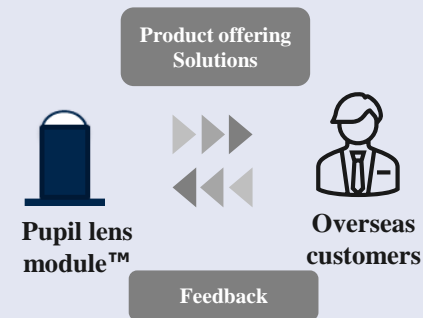 Product offering
Solutions
Pupil lens
module™
Overseas
customers
Feedback